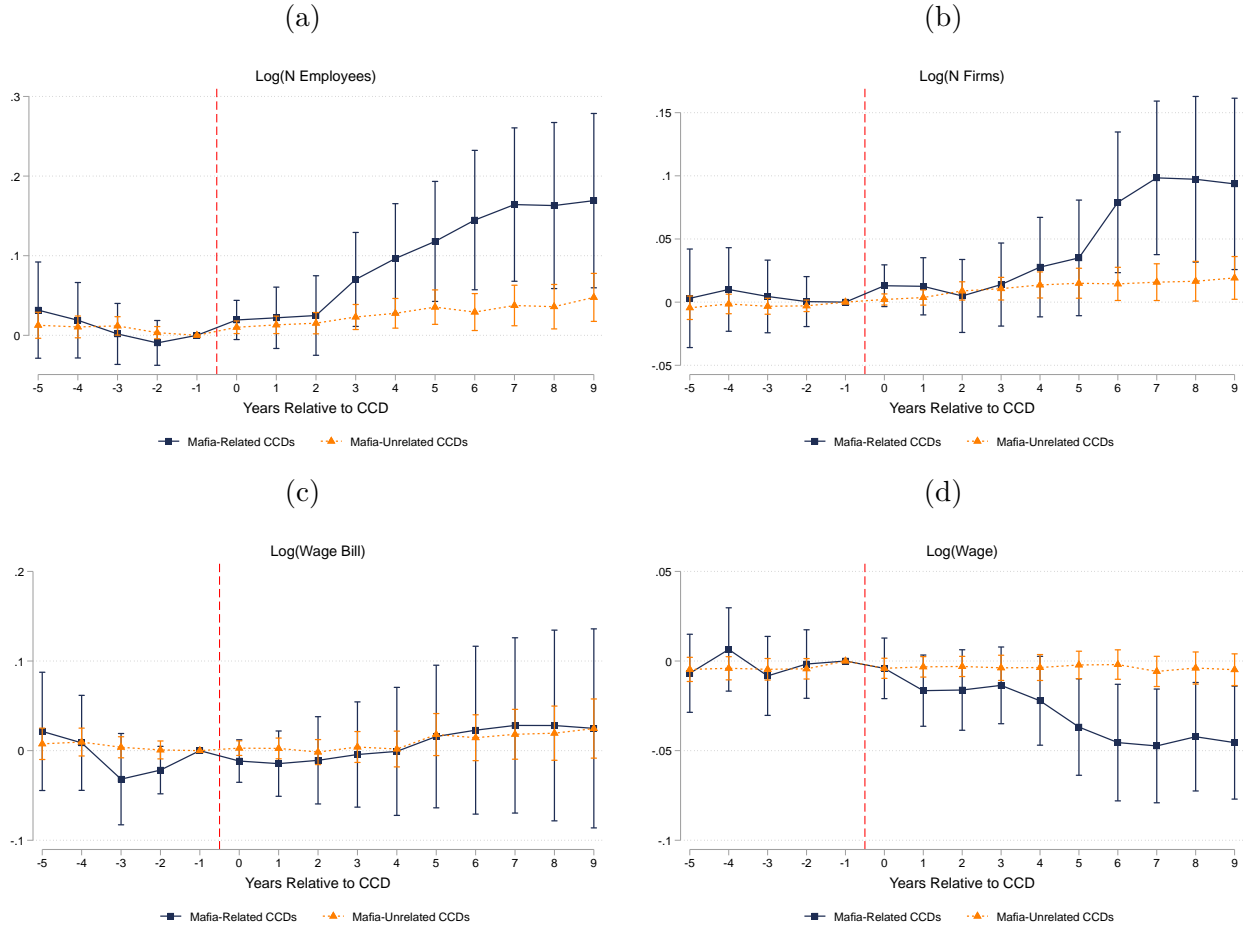 (a)
Log(N Employees)
.3
.2
.1
0
-5 -4 -3 -2 -1 0 1 2 3 4 5 6 7 8 9
Years Relative to CCD
Mafia-Related CCDs Mafia-Unrelated CCDs
(b)
Log(N Firms)
.15
.1
.05
0
-.05
-5 -4 -3 -2 -1 0 1 2 3 4 5 6 7 8 9
Years Relative to CCD
Mafia-Related CCDs Mafia-Unrelated CCDs
(c)
Log(Wage Bill)
.2
.1
0
-.1
-5 -4 -3 -2 -1 0 1 2 3 4 5 6 7 8 9
Years Relative to CCD
Mafia-Related CCDs Mafia-Unrelated CCDs
(d)
Log(Wage)
.05
0
-.05
-.1
-5 -4 -3 -2 -1 0 1 2 3 4 5 6 7 8 9
Years Relative to CCD
Mafia-Related CCDs Mafia-Unrelated CCDs